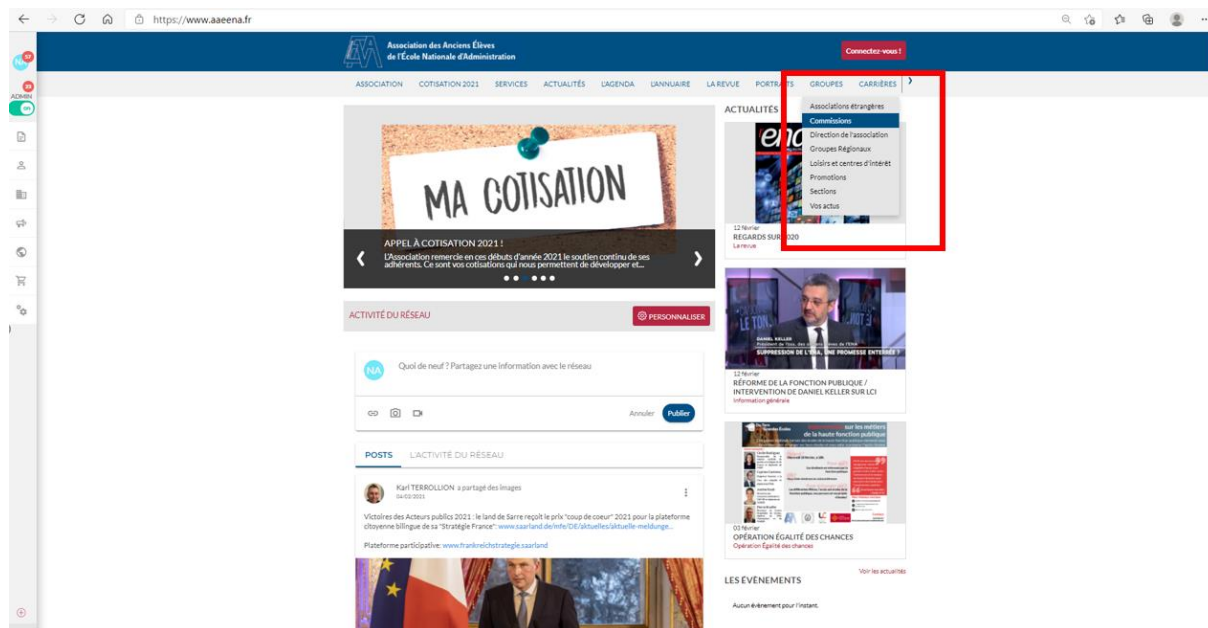 https://www.aaeena.fr
Association des Anciens Élèves
de l'École Nationale d'Administration
Connectez-vous !
ADMIN
ASSOCIATION COTISATION 2021 SERVICES ACTUALITÉS L'AGENDA L'ANNUAIRE LA REVUE PORTRAITS GROUPES CARRIÈRES
Associations étrangères
Commissions
Direction de l'association
Groupes Régionaux
Loisirs et centres d'intérêt
Promotions
Sections
Vos actus
MA COTISATION
APPEL À COTISATION 2021 !
L'Association remercie en ces débuts d'année 2021 le soutien continu de ses
adhérents. Ce sont vos cotisations qui nous permettent de développer et...
ACTIVITÉ DU RÉSEAU
PERSONNALISER
NA
Quoi de neuf ? Partagez une information avec le réseau
Annuler
Publier
POSTS
L'ACTIVITÉ DU RÉSEAU
Karl TERROLLION a partagé des images
04/02/2021
Victoires des Acteurs publics 2021 : le land de Sarre reçoit le prix "coup de coeur" 2021 pour la plateforme
citoyenne bilingue de sa "Stratégie France": www.saarland.de/mfe/DE/aktuelles/aktuelle-meldunge...
Plateforme participative: www.frankreichstrategie.saarland
ACTUALITÉS
12 février
REGARDS SUR 2020
La revue
DANIEL KELLER
SUPPRESSION DE L'ENA, UNE PROMESSE ENTERRÉE ?
12 février
RÉFORME DE LA FONCTION PUBLIQUE /
INTERVENTION DE DANIEL KELLER SUR LCI
Information générale
sur les métiers
de la haute fonction publique
03 février
OPÉRATION ÉGALITÉ DES CHANCES
Opération Égalité des chances
Voir les actualités
LES ÉVÈNEMENTS
Aucun évènement pour l'instant.